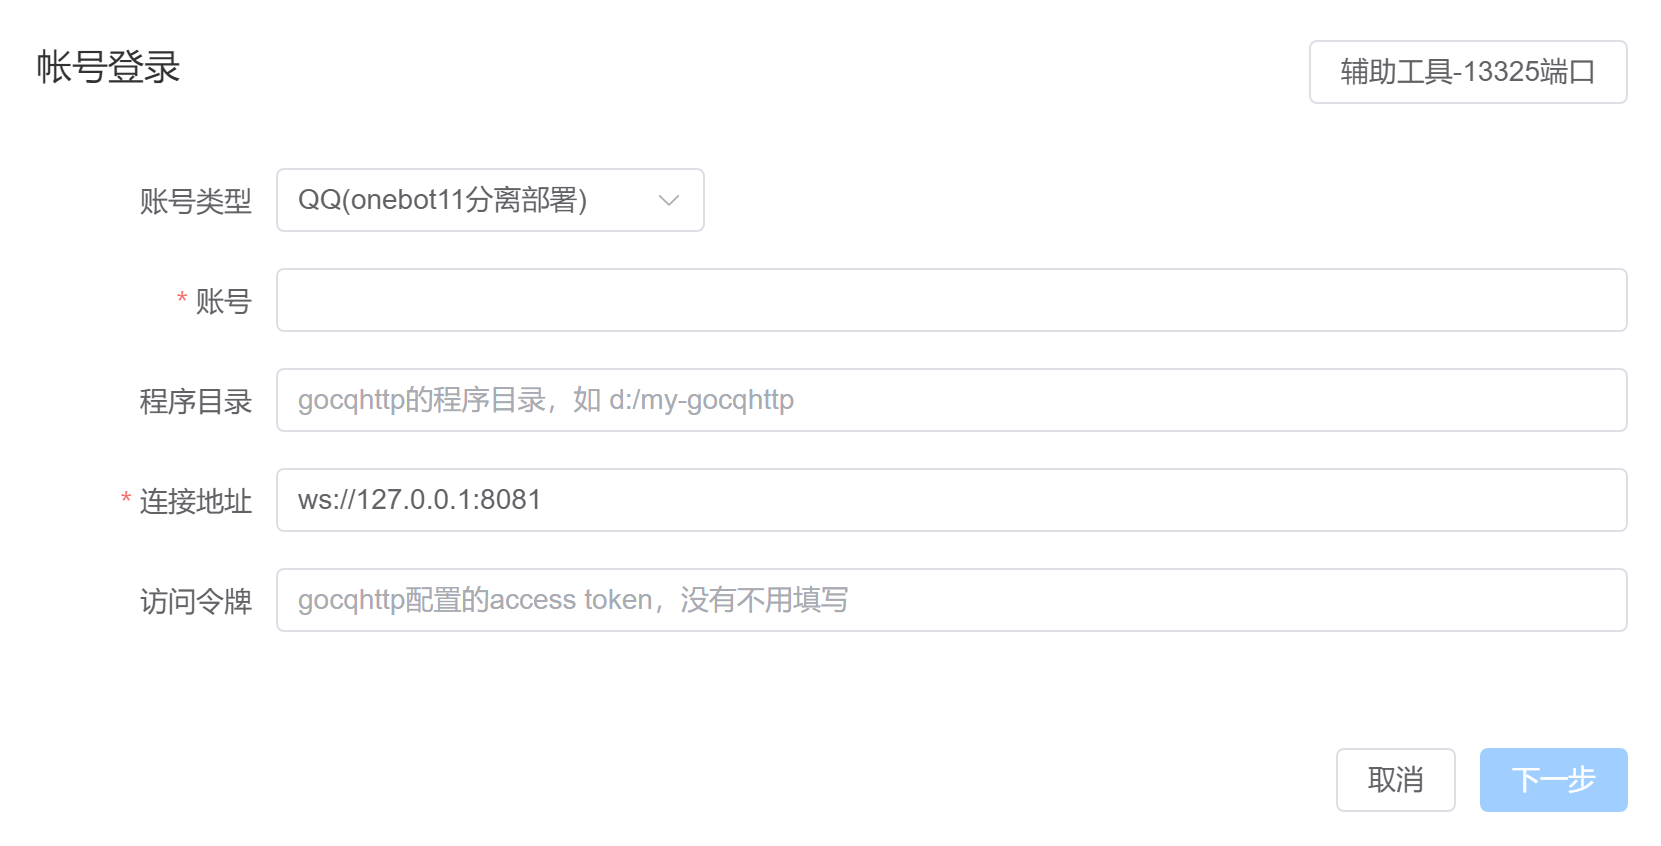 帐号登录
辅助工具-13325端口
账号类型
QQ(onebot11分离部署)
* 账号
程序目录
gocqhttp的程序目录，如 d:/my-gocqhttp
* 连接地址
ws://127.0.0.1:8081
访问令牌
gocqhttp配置的access token，没有不用填写
取消
下一步